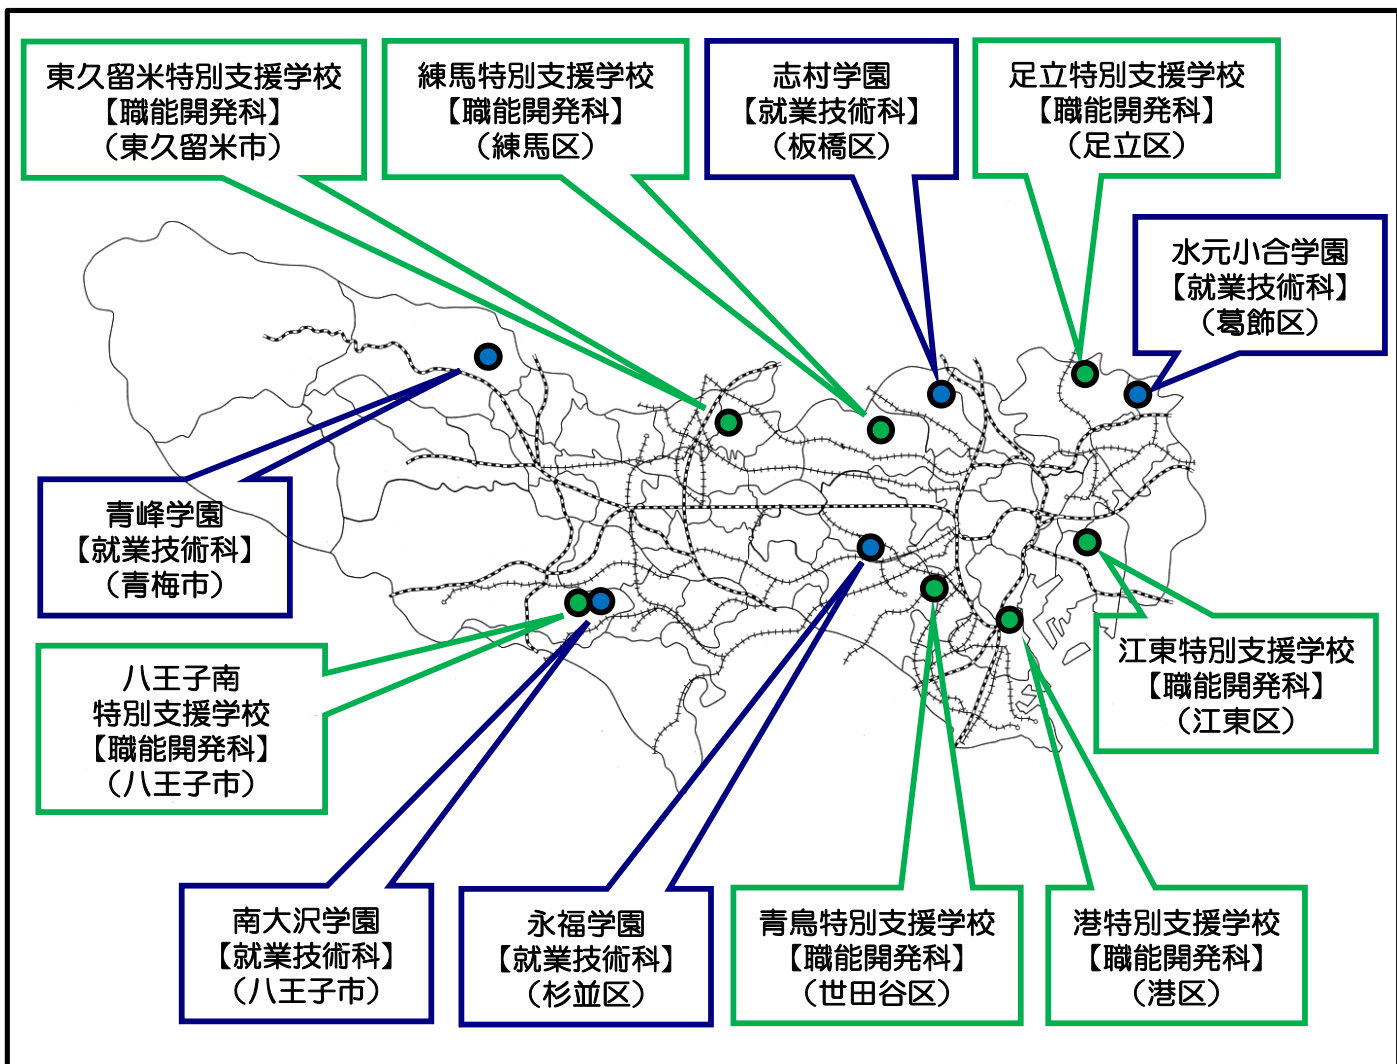 東久留米特別支援学校
【職能開発科】
（東久留米市）
練馬特別支援学校
【職能開発科】
（練馬区）
志村学園
【就業技術科】
（板橋区）
足立特別支援学校
【職能開発科】
（足立区）
水元小合学園
【就業技術科】
（葛飾区）
青峰学園
【就業技術科】
（青梅市）
八王子南
特別支援学校
【職能開発科】
（八王子市）
江東特別支援学校
【職能開発科】
（江東区）
南大沢学園
【就業技術科】
（八王子市）
永福学園
【就業技術科】
（杉並区）
青鳥特別支援学校
【職能開発科】
（世田谷区）
港特別支援学校
【職能開発科】
（港区）